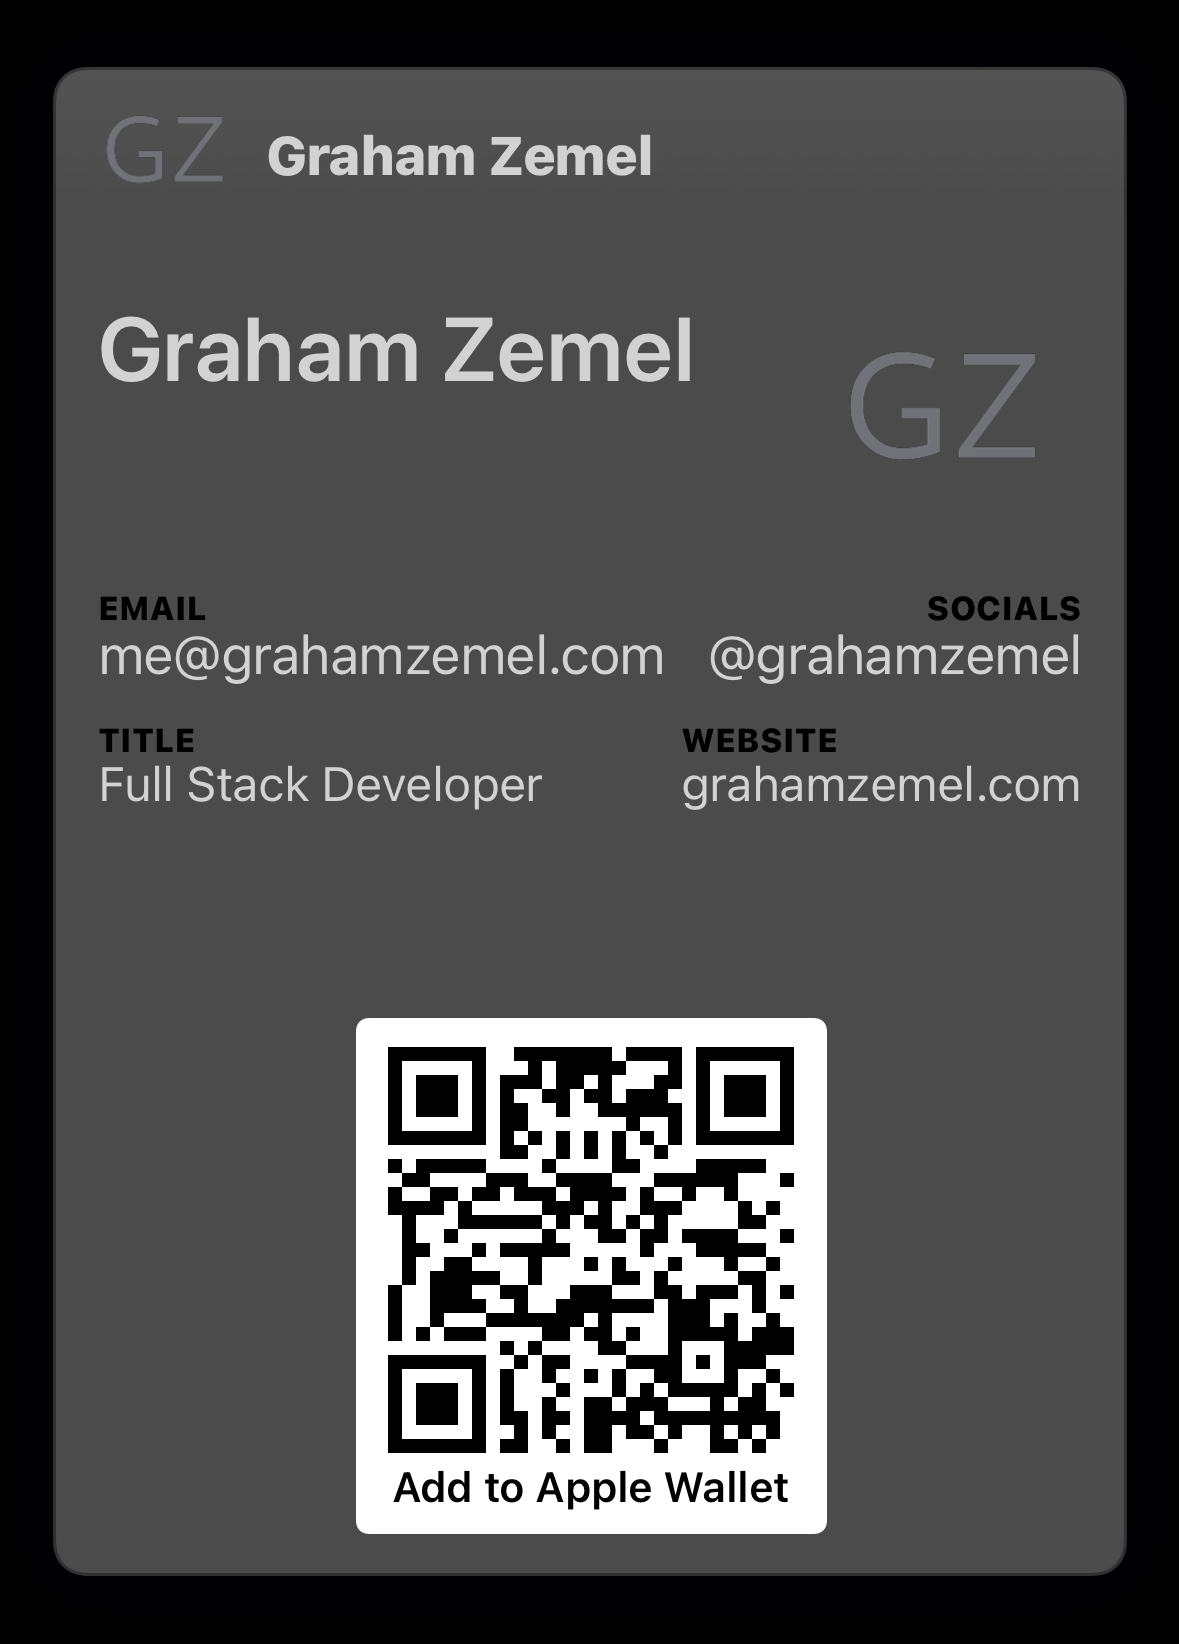 GZ Graham Zemel
Graham Zemel
GZ
EMAIL SOCIALS
me@grahamzemel.com @grahamzemel
TITLE WEBSITE
Full Stack Developer grahamzemel.com
Add to Apple Wallet